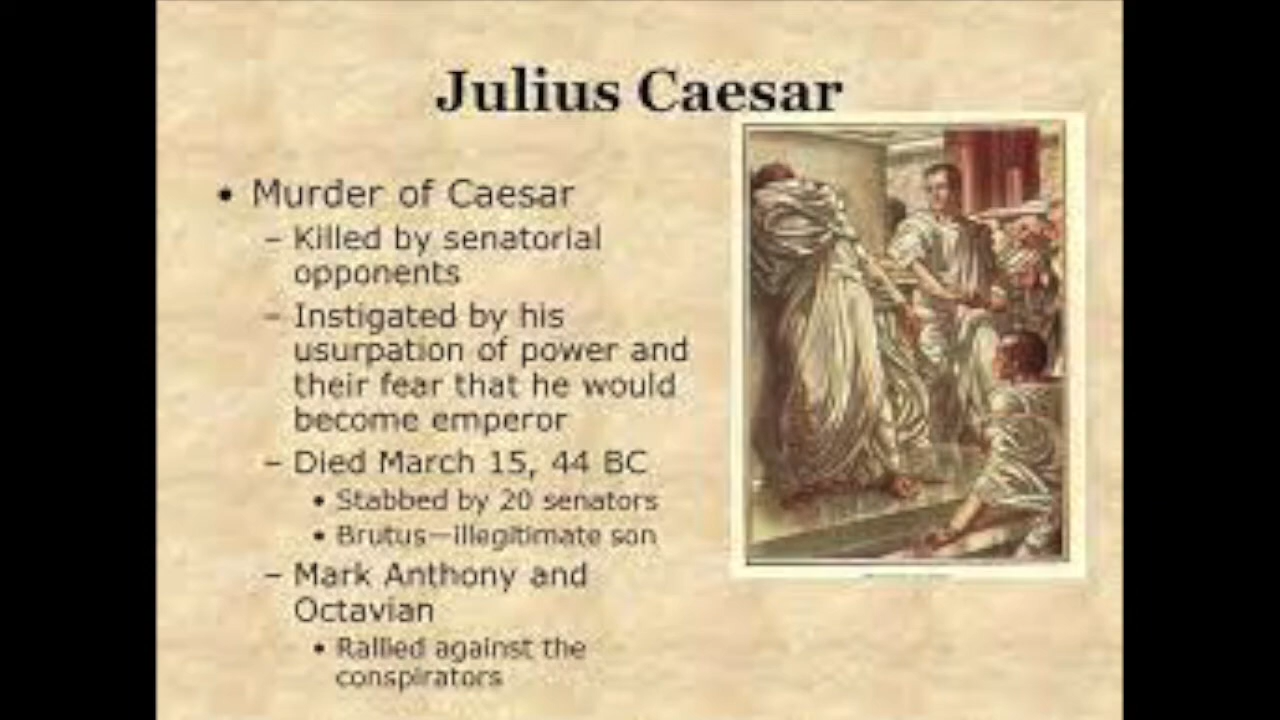 Julius Caesar
• Murder of Caesar
– Killed by senatorial
opponents
– Instigated by his
usurpation of power and
their fear that he would
become emperor
– Died March 15, 44 BC
• Stabbed by 20 senators
• Brutus—illegitimate son
– Mark Anthony and
Octavian
• Rallied against the
conspirators